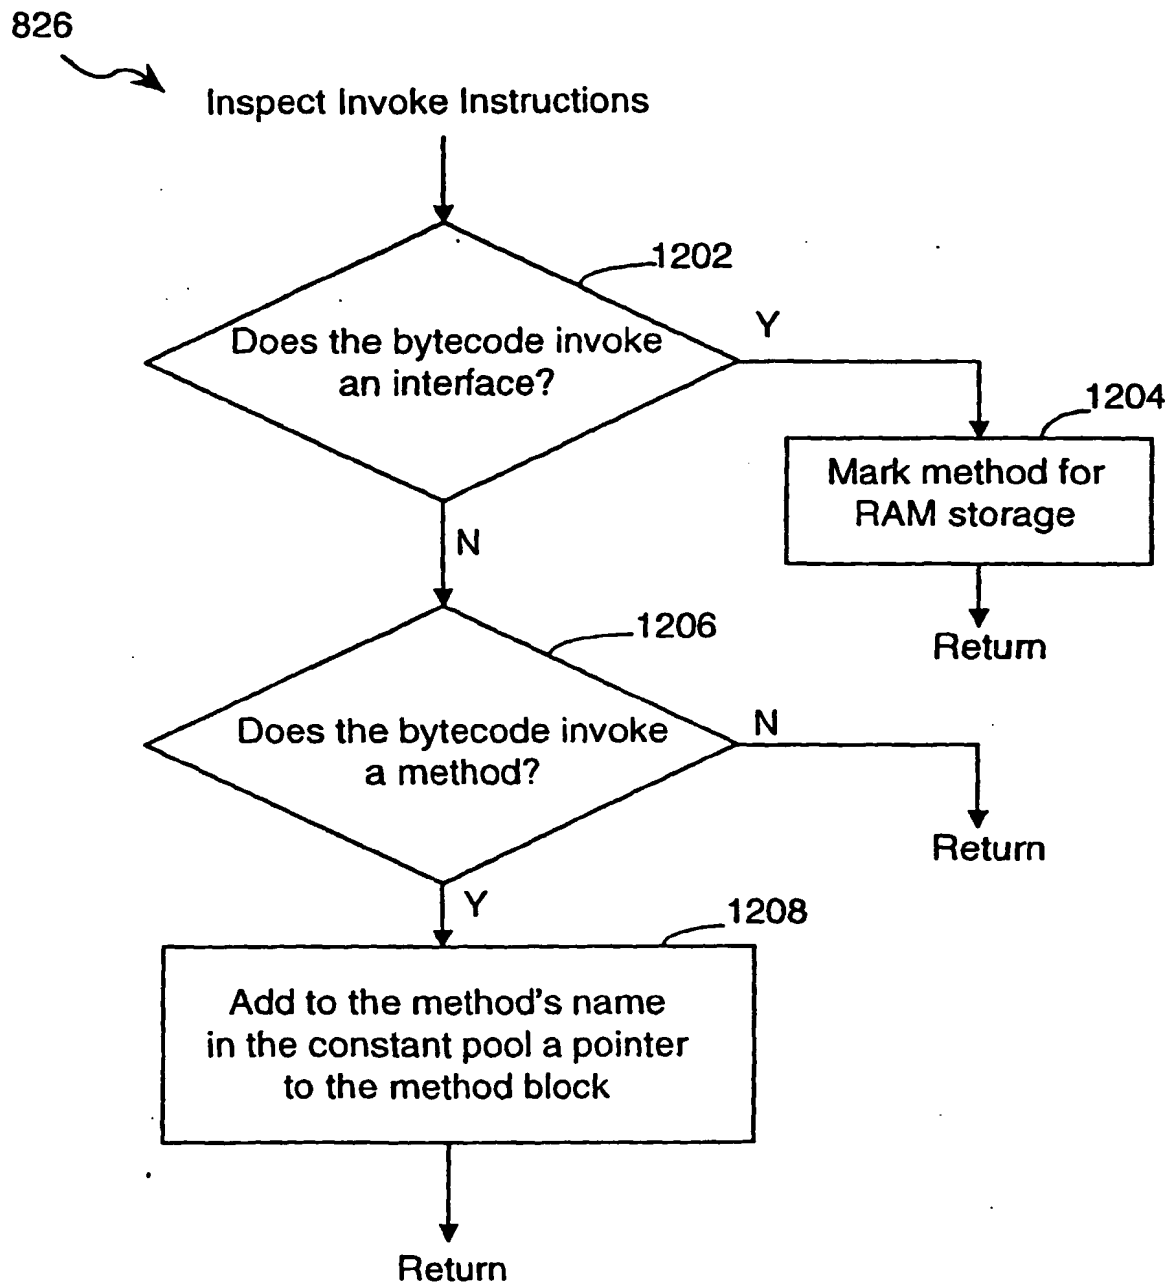 826
Inspect Invoke Instructions
1202
Does the bytecode invoke
an interface?
Y
1204
Mark method for
RAM storage
Return
N
1206
Does the bytecode invoke
a method?
N
Return
Y
1208
Add to the method's name
in the constant pool a pointer
to the method block
Return